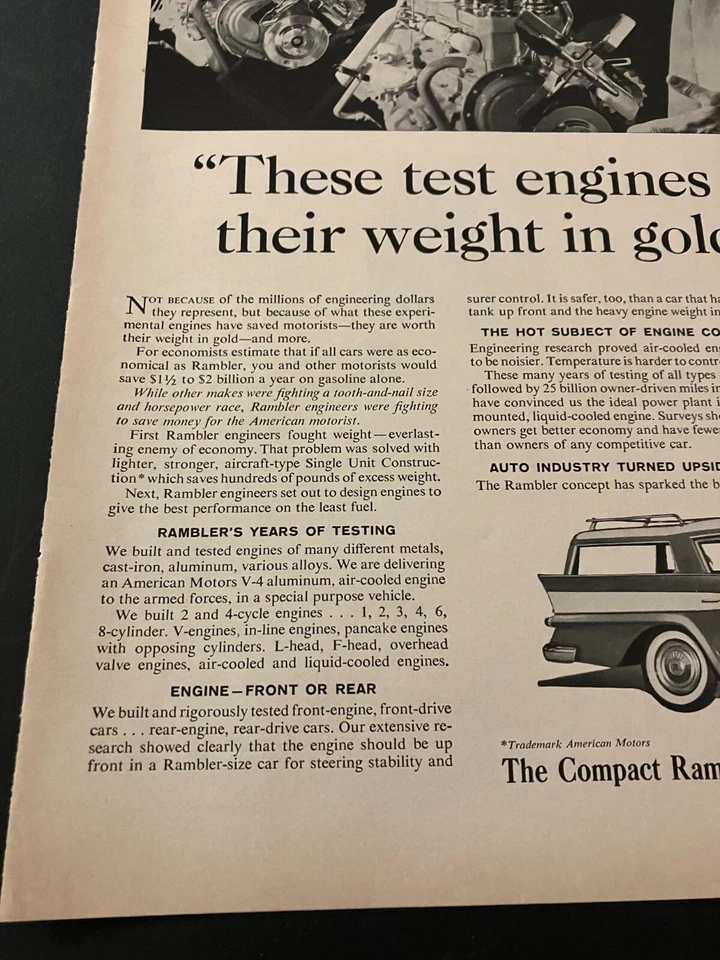 “These test engines
their weight in gold
NOT BECAUSE of the millions of engineering dollars
they represent, but because of what these experi-
mental engines have saved motorists—they are worth
their weight in gold—and more.
For economists estimate that if all cars were as eco-
nomical as Rambler, you and other motorists would
save $1½ to $2 billion a year on gasoline alone.
While other makes were fighting a tooth-and-nail size
and horsepower race, Rambler engineers were fighting
to save money for the American motorist.
First Rambler engineers fought weight—everlast-
ing enemy of economy. That problem was solved with
lighter, stronger, aircraft-type Single Unit Construc-
tion* which saves hundreds of pounds of excess weight.
Next, Rambler engineers set out to design engines to
give the best performance on the least fuel.
RAMBLER'S YEARS OF TESTING
We built and tested engines of many different metals,
cast-iron, aluminum, various alloys. We are delivering
an American Motors V-4 aluminum, air-cooled engine
to the armed forces, in a special purpose vehicle.
We built 2 and 4-cycle engines . . . 1, 2, 3, 4, 6,
8-cylinder. V-engines, in-line engines, pancake engines
with opposing cylinders. L-head, F-head, overhead
valve engines, air-cooled and liquid-cooled engines.
ENGINE—FRONT OR REAR
We built and rigorously tested front-engine, front-drive
cars . . . rear-engine, rear-drive cars. Our extensive re-
search showed clearly that the engine should be up
front in a Rambler-size car for steering stability and
surer control. It is safer, too, than a car that
tank up front and the heavy engine weight in
THE HOT SUBJECT OF ENGINE CO
Engineering research proved air-cooled en
to be noisier. Temperature is harder to contr
These many years of testing of all types
followed by 25 billion owner-driven miles
have convinced us the ideal power plant
mounted, liquid-cooled engine. Surveys sh
owners get better economy and have fewe
than owners of any competitive car.
AUTO INDUSTRY TURNED UPSI
The Rambler concept has sparked the b
*Trademark American Motors
The Compact Ram